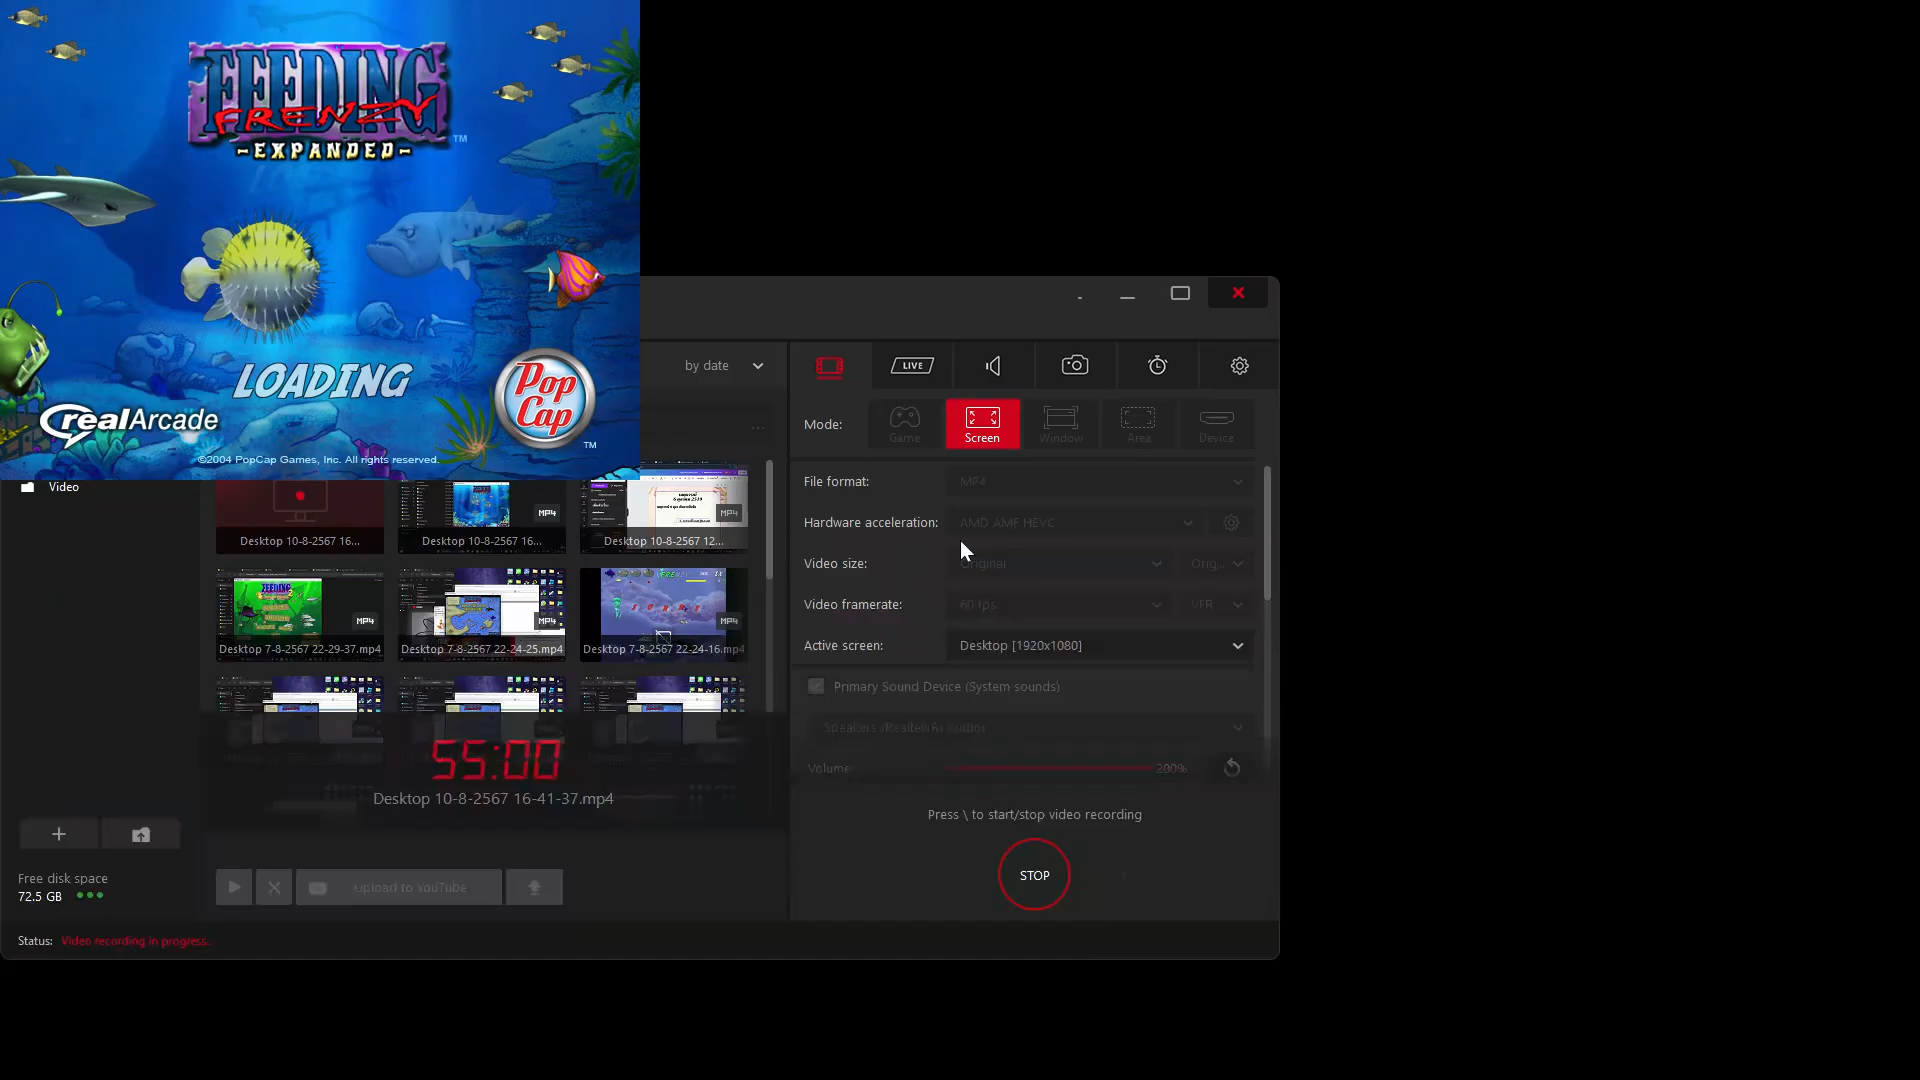 FEEDING
FRENZY
™
-EXPANDED-
LOADING
realArcade
Pop
Cap
™
©2004 PopCap Games, Inc. All rights reserved.
by date
LIVE
Mode:
Game
Screen
Window
Area
Device
...
File format:
MP4
Video
Hardware acceleration:
AMD AMF HEVC
MP4
MP4
Desktop 10-8-2567 16...
Desktop 10-8-2567 16...
Desktop 10-8-2567 12...
Video size:
Original
Orig...
Video framerate:
60 fps
VFR
MP4
MP4
MP4
Desktop 7-8-2567 22-29-37.mp4
Desktop 7-8-2567 22-24-25.mp4
Desktop 7-8-2567 22-24-16.mp4
Active screen:
Desktop [1920x1080]
Primary Sound Device (System sounds)
Volume
200%
55:00
Desktop 10-8-2567 16-41-37.mp4
Press \ to start/stop video recording
STOP
Free disk space
72.5 GB
Upload to YouTube
Status:
Video recording in progress...